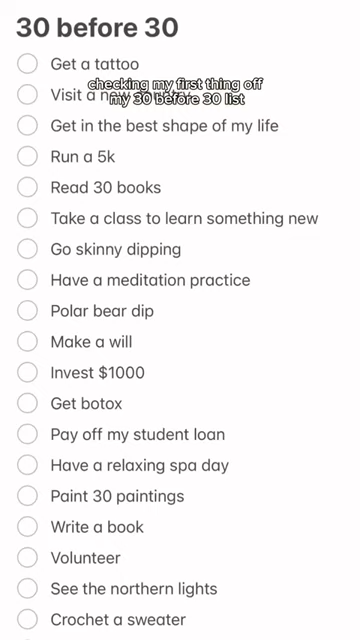 30 before 30
Get a tattoo
checking my first thing off
Visit a new
my 30 before 30 list
Get in the best shape of my life
Run a 5k
Read 30 books
Take a class to learn something new
Go skinny dipping
Have a meditation practice
Polar bear dip
Make a will
Invest $1000
Get botox
Pay off my student loan
Have a relaxing spa day
Paint 30 paintings
Write a book
Volunteer
See the northern lights
Crochet a sweater